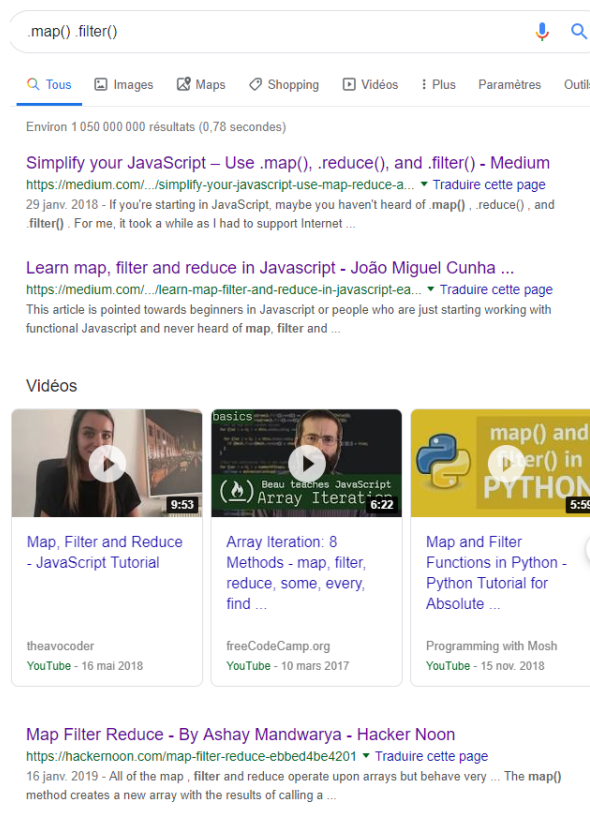 .map() .filter()
Tous Images Maps Shopping Vidéos Plus Paramètres Outils
Environ 1 050 000 000 résultats (0,78 secondes)
Simplify your JavaScript – Use .map(), .reduce(), and .filter() - Medium
https://medium.com/.../simplify-your-javascript-use-map-reduce-a... Traduire cette page
29 janv. 2018 - If you're starting in JavaScript, maybe you haven't heard of .map() , .reduce() , and
.filter() . For me, it took a while as I had to support Internet ...
Learn map, filter and reduce in Javascript - João Miguel Cunha ...
https://medium.com/.../learn-map-filter-and-reduce-in-javascript-ea... Traduire cette page
This article is pointed towards beginners in Javascript or people who are just starting working with
functional Javascript and never heard of map, filter and ...
Vidéos
basics
Beau teaches JavaScript
Array Iteration
map() and
filter() in
PYTHON
9:53
6:22
5:59
Map, Filter and Reduce
- JavaScript Tutorial
theavocoder
YouTube - 16 mai 2018
Array Iteration: 8
Methods - map, filter,
reduce, some, every,
find ...
freeCodeCamp.org
YouTube - 10 mars 2017
Map and Filter
Functions in Python -
Python Tutorial for
Absolute ...
Programming with Mosh
YouTube - 15 nov. 2018
Map Filter Reduce - By Ashay Mandwarya - Hacker Noon
https://hackernoon.com/map-filter-reduce-ebbed4be4201 Traduire cette page
16 janv. 2019 - All of the map , filter and reduce operate upon arrays but behave very ... The map()
method creates a new array with the results of calling a ...